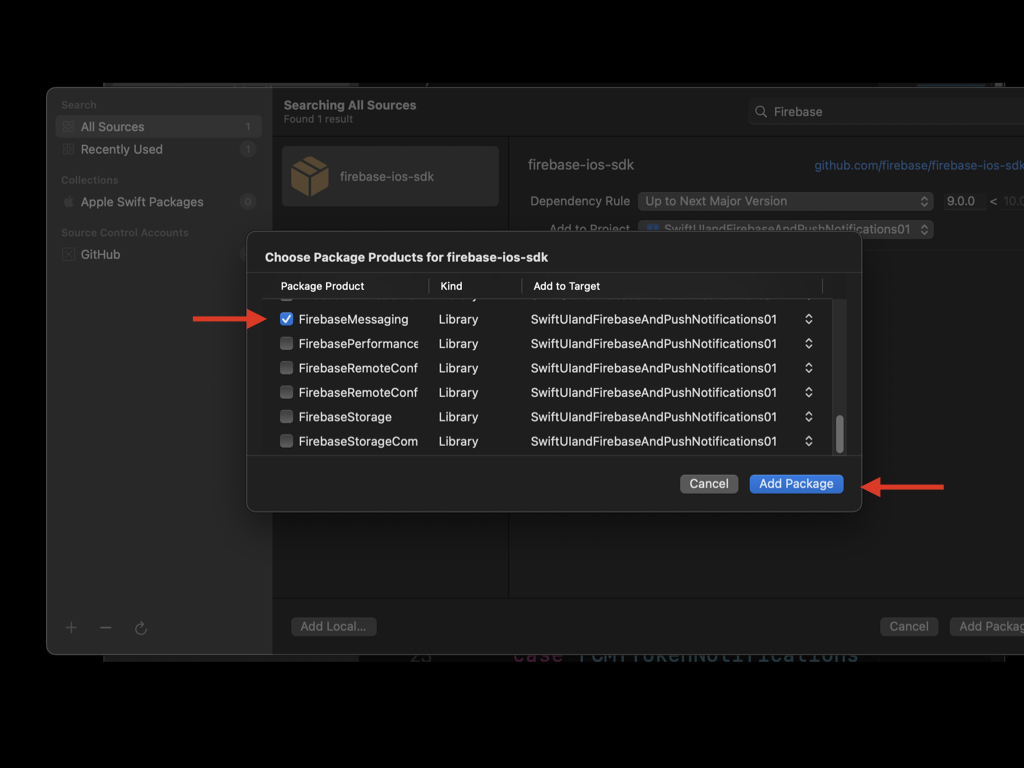 Search
All Sources 1
Recently Used 1
Collections
Apple Swift Packages 0
Source Control Accounts
GitHub
Searching All Sources
Found 1 result
Firebase
firebase-ios-sdk
firebase-ios-sdk
github.com/firebase/firebase-ios-sdk
Dependency Rule Up to Next Major Version 9.0.0 < 10.0
Add to Project SwiftUIandFirebaseAndPushNotifications01
Choose Package Products for firebase-ios-sdk
Package Product Kind Add to Target
FirebaseMessaging Library SwiftUIandFirebaseAndPushNotifications01
FirebasePerformance Library SwiftUIandFirebaseAndPushNotifications01
FirebaseRemoteConf Library SwiftUIandFirebaseAndPushNotifications01
FirebaseRemoteConf Library SwiftUIandFirebaseAndPushNotifications01
FirebaseStorage Library SwiftUIandFirebaseAndPushNotifications01
FirebaseStorageCom Library SwiftUIandFirebaseAndPushNotifications01
Cancel Add Package
Add Local...
Cancel Add Packag
23 case FCMTokenNotifications